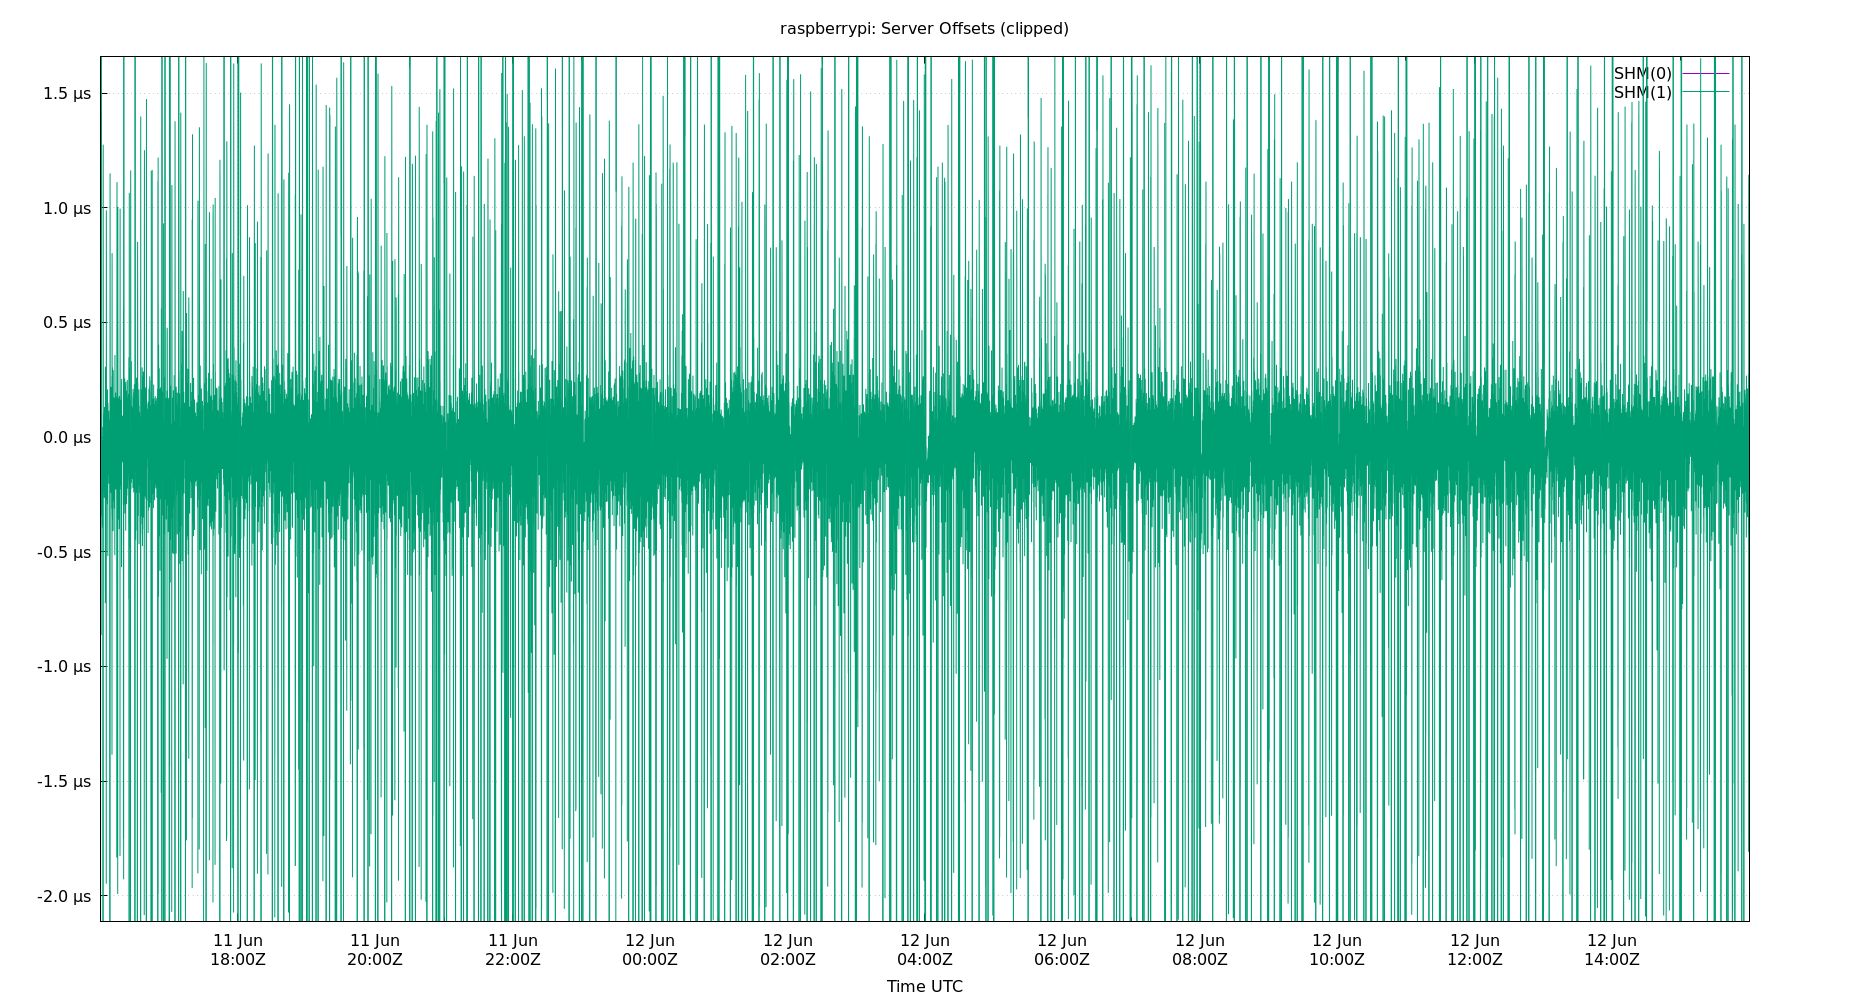 raspberrypi: Server Offsets (clipped)
SHM(0)
SHM(1)
1.5 µs
1.0 µs
0.5 µs
0.0 µs
-0.5 µs
-1.0 µs
-1.5 µs
-2.0 µs
11 Jun 11 Jun 11 Jun 12 Jun 12 Jun 12 Jun 12 Jun 12 Jun 12 Jun 12 Jun 12 Jun
18:00Z 20:00Z 22:00Z 00:00Z 02:00Z 04:00Z 06:00Z 08:00Z 10:00Z 12:00Z 14:00Z
Time UTC